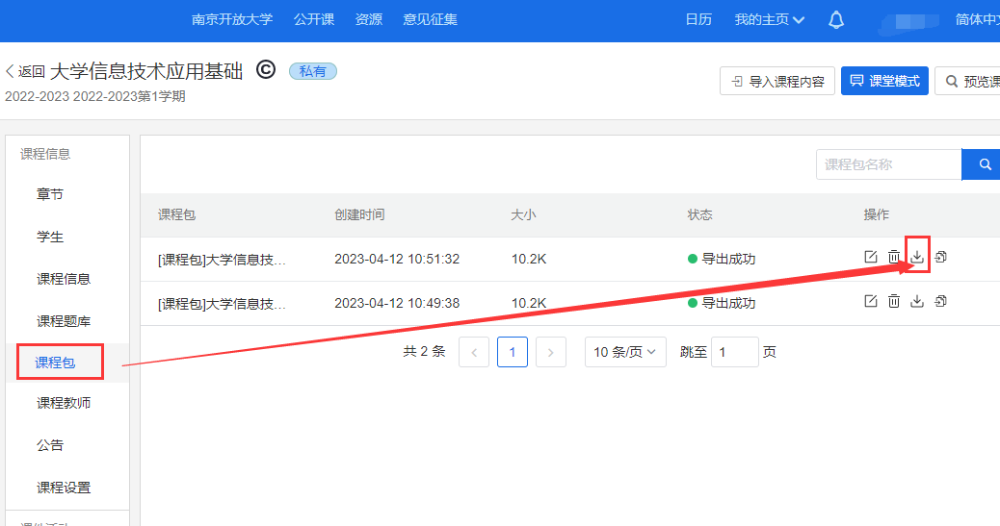 南京开放大学 公开课 资源 意见征集 日历 我的主页 简体中文
返回 大学信息技术应用基础 © 私有
2022-2023 2022-2023第1学期
导入课程内容 课堂模式 预览课
课程信息
章节
学生
课程信息
课程题库
课程包
课程教师
公告
课程设置
课程包名称
课程包 创建时间 大小 状态 操作
[课程包]大学信息技... 2023-04-12 10:51:32 10.2K 导出成功
[课程包]大学信息技... 2023-04-12 10:49:38 10.2K 导出成功
共 2 条 1 10 条/页 跳至 1 页